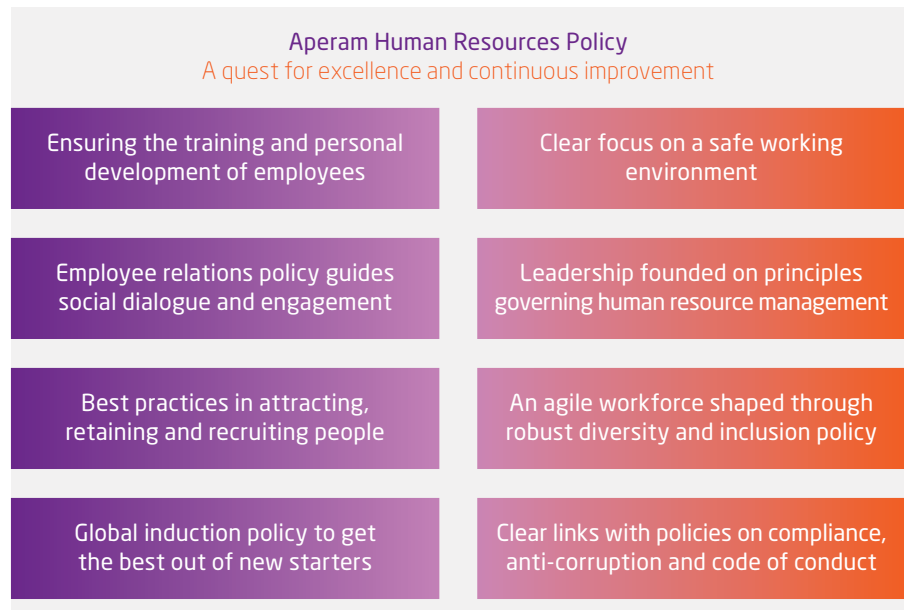 Aperam Human Resources Policy
A quest for excellence and continuous improvement
Ensuring the training and personal
development of employees
Clear focus on a safe working
environment
Employee relations policy guides
social dialogue and engagement
Leadership founded on principles
governing human resource management
Best practices in attracting,
retaining and recruiting people
An agile workforce shaped through
robust diversity and inclusion policy
Global induction policy to get
the best out of new starters
Clear links with policies on compliance,
anti-corruption and code of conduct